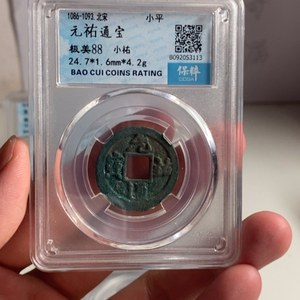 1086-1093 北宋 小平
元祐通宝
极美88 小祐
24.7*1.6mm*4.2g
BAO CUI COINS RATING
保粹
8092053113